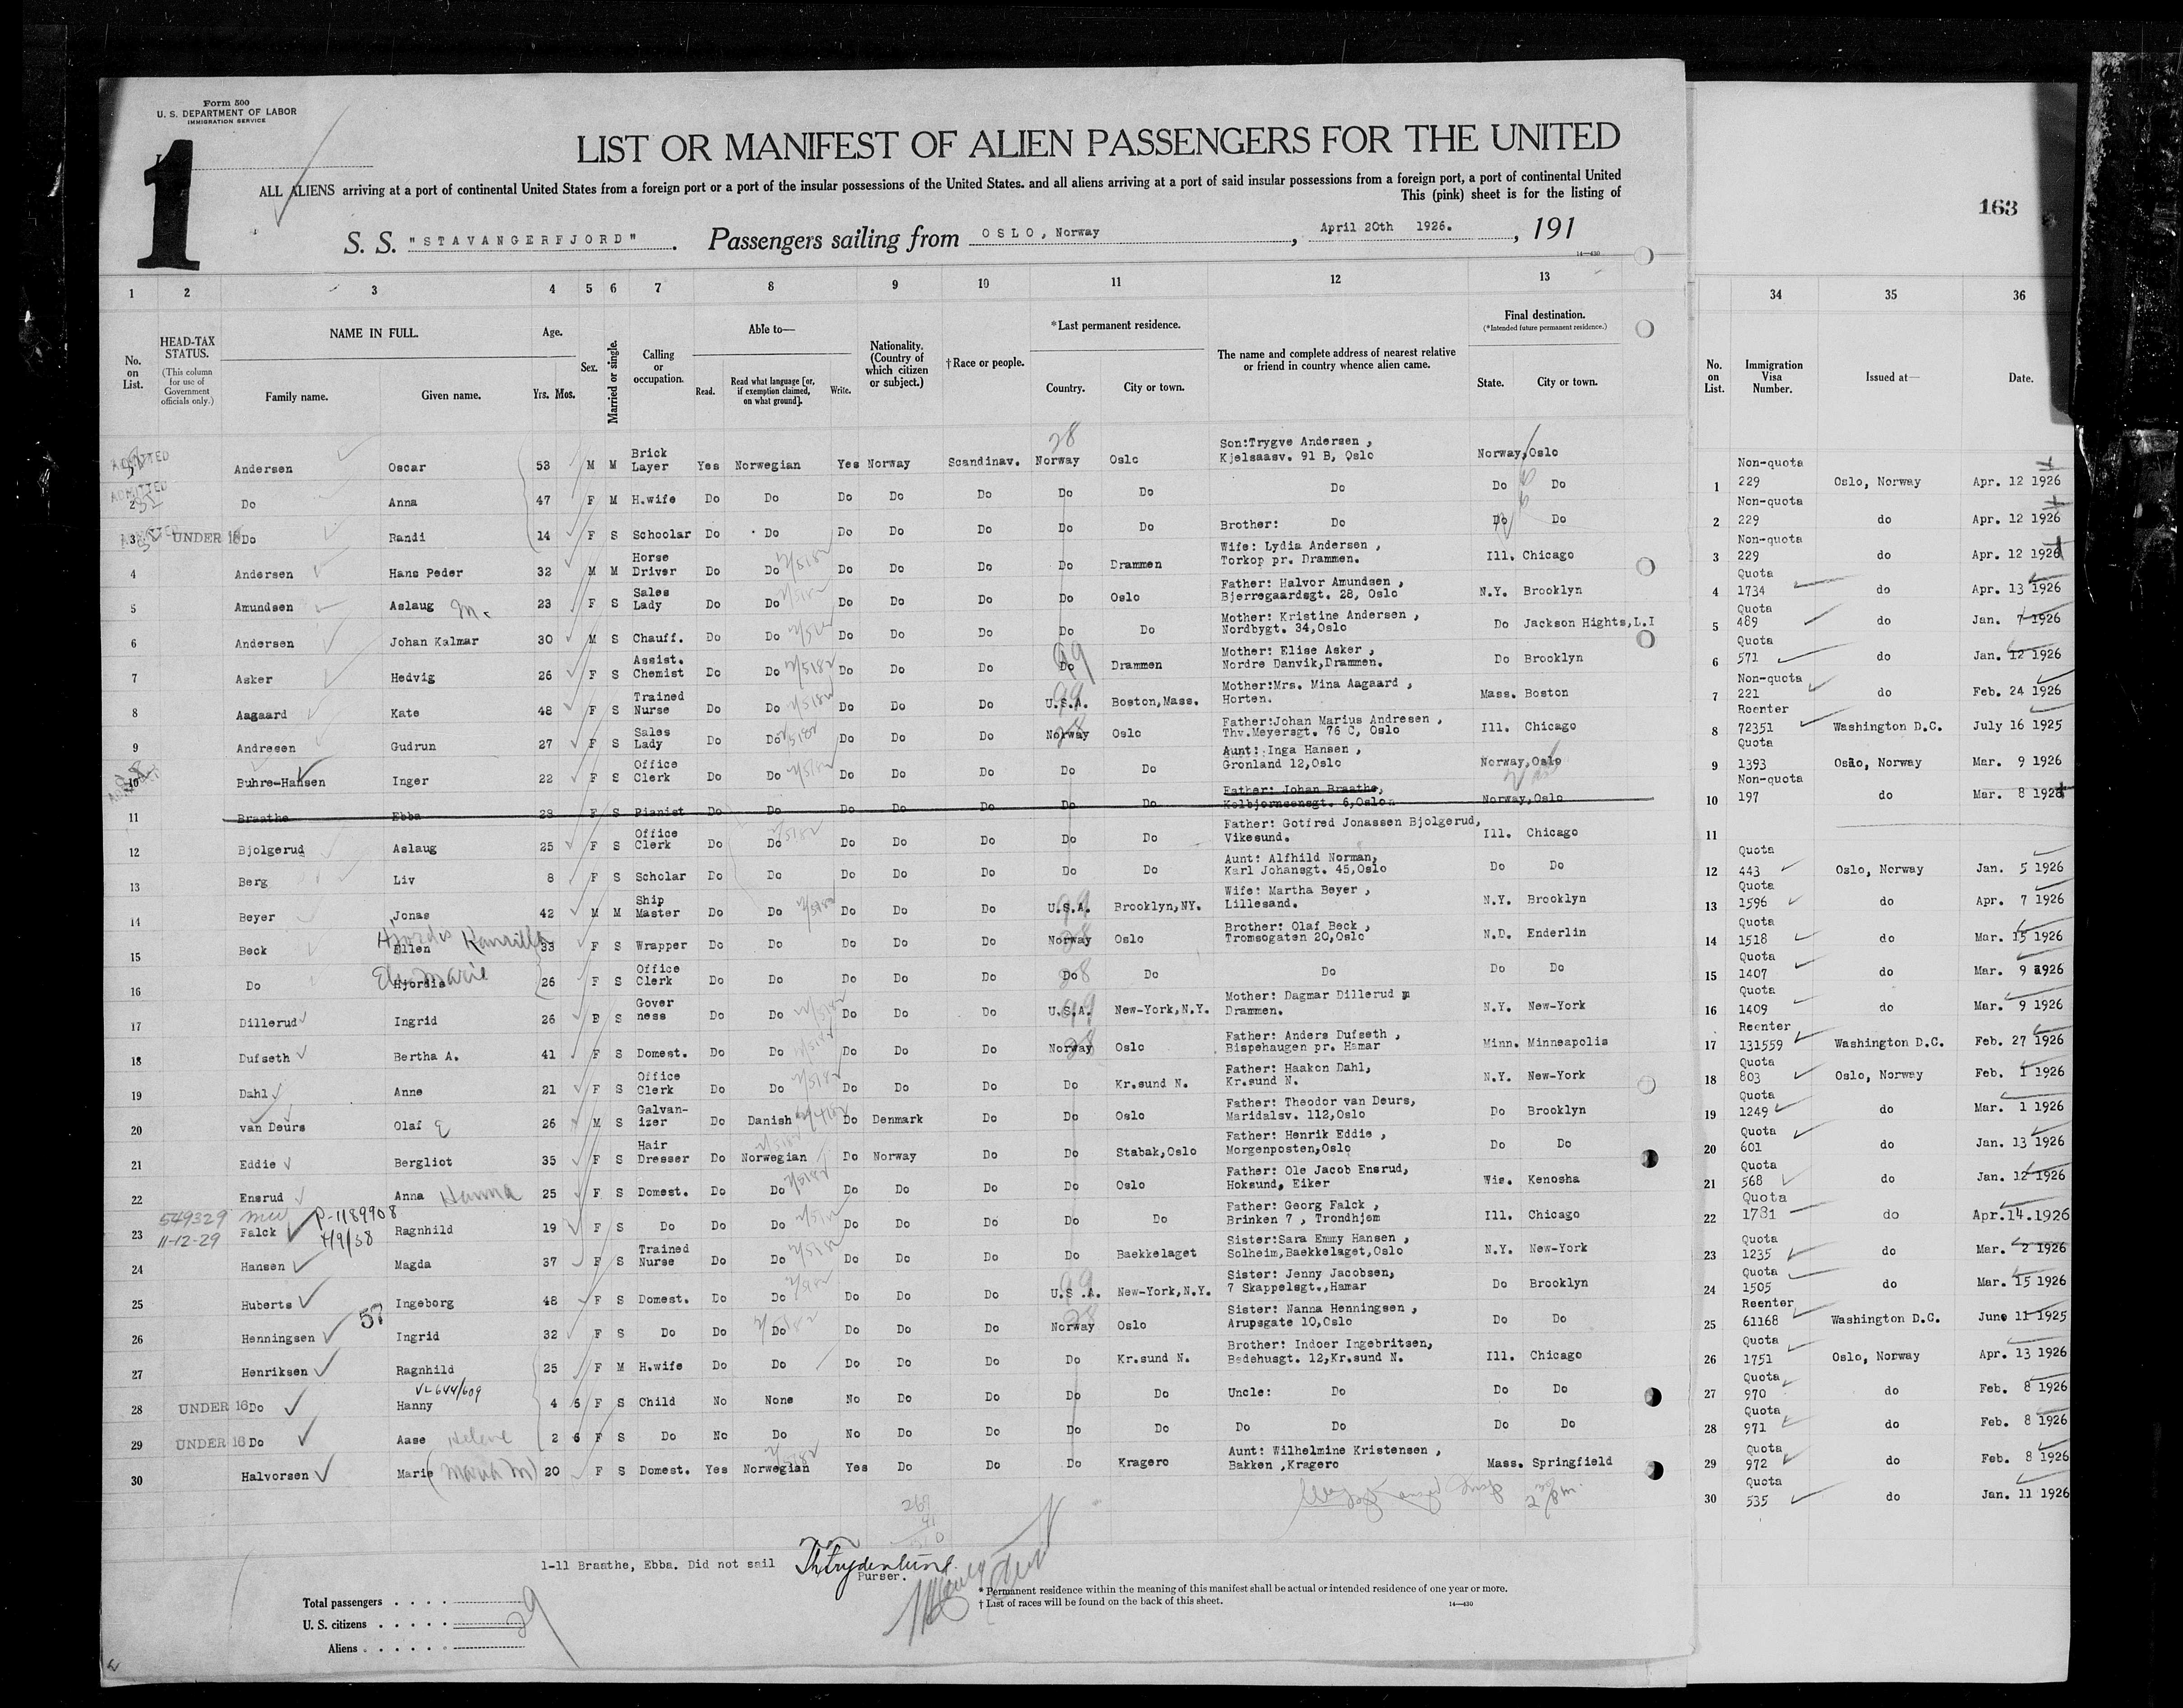 Form 500
U. S. DEPARTMENT OF LABOR
IMMIGRATION SERVICE
1
LIST OR MANIFEST OF ALIEN PASSENGERS FOR THE UNITED
ALL ALIENS arriving at a port of continental United States from a foreign port or a port of the insular possessions of the United States. and all aliens arriving at a port of said insular possessions from a foreign port, a port of continental United
This (pink) sheet is for the listing of
163
S. S. "STAVANGERFJORD". Passengers sailing from OSLO, Norway, April 20th 1926., 191
14—430
1 2 3 4 5 6 7 8 9 10 11 12 13 34 35 36
No. on List.
HEAD-TAX STATUS.
(This column for use of Government officials only.)
NAME IN FULL.
Family name. Given name.
Age.
Yrs. Mos.
Sex.
Married or single.
Calling or occupation.
Able to—
Read. Read what language [or, if exemption claimed, on what ground]. Write.
Nationality. (Country of which citizen or subject.)
†Race or people.
*Last permanent residence.
Country. City or town.
The name and complete address of nearest relative or friend in country whence alien came.
Final destination.
(*Intended future permanent residence.)
State. City or town.
No. on List. Immigration Visa Number. Issued at— Date.
ADMITTED Andersen Oscar 53 M M Brick Layer Yes Norwegian Yes Norway Scandinav. Norway Oslo Son:Trygve Andersen, Kjelsaasv. 91 B, Oslo Norway,Oslo
ADMITTED 2 Do Anna 47 F M H.wife Do Do Do Do Do Do Do Do Do Do
3 UNDER 16 Do Randi 14 F S Schoolar Do Do Do Do Do Do Do Brother: Do Do Do
4 Andersen Hans Peder 32 M M Horse Driver Do Do Do Do Do Do Drammen Wife: Lydia Andersen, Torkop pr. Drammen. Ill. Chicago
5 Amundsen Aslaug M. 23 F S Sales Lady Do Do Do Do Do Do Oslo Father: Halvor Amundsen, Bjerregaardsgt. 28, Oslo N.Y. Brooklyn
6 Andersen Johan Kalmar 30 M S Chauff. Do Do Do Do Do Do Do Mother: Kristine Andersen, Nordbygt. 34,Oslo Do Jackson Hights,L.I
7 Asker Hedvig 26 F S Assist. Chemist Do Do Do Do Do Do Drammen Mother: Elise Asker, Nordre Danvik,Drammen. Do Brooklyn
8 Aagaard Kate 48 F S Trained Nurse Do Do Do Do Do U.S.A. Boston,Mass. Mother:Mrs. Mina Aagaard, Horten. Mass. Boston
9 Andresen Gudrun 27 F S Sales Lady Do Do Do Do Do Norway Oslo Father:Johan Marius Andresen, Thv.Meyersgt. 76 C, Oslo Ill. Chicago
10 Buhre-Hansen Inger 22 F S Office Clerk Do Do Do Do Do Do Do Aunt: Inga Hansen, Gronland 12,Oslo Norway,Oslo
11 Braathe Ebba 28 F S Pianist Do Do Do Do Do Do Do Father: Johan Braathe, Kolbjornsensgt. 6,Oslo Norway,Oslo
12 Bjolgerud Aslaug 25 F S Office Clerk Do Do Do Do Do Do Do Father: Gotfred Jonassen Bjolgerud, Vikesund. Ill. Chicago
13 Berg Liv 8 F S Scholar Do Do Do Do Do Do Do Aunt: Alfhild Norman, Karl Johansgt. 45,Oslo Do Do
14 Beyer Jonas 42 M M Ship Master Do Do Do Do Do U.S.A. Brooklyn,NY. Wife: Martha Beyer, Lillesand. N.Y. Brooklyn
15 Beck Ellen Hjordis 33 F S Wrapper Do Do Do Do Do Norway Oslo Brother: Olaf Beck, Tromsogaten 20,Oslo N.D. Enderlin
16 Do Hjordis Marie 26 F S Office Clerk Do Do Do Do Do Do Do Do Do Do
17 Dillerud Ingrid 26 F S Gover ness Do Do Do Do Do U.S.A. New-York,N.Y. Mother: Dagmar Dillerud Drammen. N.Y. New-York
18 Dufseth Bertha A. 41 F S Domest. Do Do Do Do Do Norway Oslo Father: Anders Dufseth, Bispehaugen pr. Hamar Minn. Minneapolis
19 Dahl Anne 21 F S Office Clerk Do Do Do Do Do Do Kr.sund N. Father: Haakon Dahl, Kr.sund N. N.Y. New-York
20 van Deurs Olaf E 26 M S Galvan-izer Do Danish Do Denmark Do Do Oslo Father: Theodor van Deurs, Maridalsv. 112,Oslo Do Brooklyn
21 Eddie Bergliot 35 F S Hair Dresser Do Norwegian Do Norway Do Do Stabak,Oslo Father: Henrik Eddie, Morgenposten,Oslo Do Do
22 Ensrud Anna Hanna 25 F S Domest. Do Do Do Do Do Do Oslo Father: Ole Jacob Ensrud, Hoksund, Eiker Wis. Kenosha
549329 11-12-29 P-1189908 7/9/38
23 Falck Ragnhild 19 F S Do Do Do Do Do Do Do Do Father: Georg Falck, Brinken 7, Trondhjem Ill. Chicago
24 Hansen Magda 37 F S Trained Nurse Do Do Do Do Do Do Baekkelaget Sister:Sara Emmy Hansen, Solheim,Baekkelaget,Oslo N.Y. New-York
25 Huberts Ingeborg 48 F S Domest. Do Do Do Do Do U.S.A. New-York,N.Y. Sister: Jenny Jacobsen, 7 Skappelsgt.,Hamar Do Brooklyn
26 Henningsen 57 Ingrid 32 F S Do Do Do Do Do Do Norway Oslo Sister: Nanna Henningsen, Arupsgate 10,Oslo Do Do
27 Henriksen Ragnhild 25 F M H.wife Do Do Do Do Do Do Kr.sund N. Brother: Indoer Ingebritsen, Bedehusgt. 12,Kr.sund N. Ill. Chicago
VL 644/609
28 UNDER 16 Do Hanny 4 6 F S Child No None No Do Do Do Do Uncle: Do Do Do
29 UNDER 16 Do Aase Helene 2 6 F S Do No Do No Do Do Do Do Do Do Do Do
30 Halvorsen Marie 20 F S Domest. Yes Norwegian Yes Do Do Do Kragero Aunt: Wilhelmine Kristensen, Bakken ,Kragero Mass. Springfield
1 Non-quota 229 Oslo, Norway Apr. 12 1926
2 Non-quota 229 do Apr. 12 1926
3 Non-quota 229 do Apr. 12 1926
4 Quota 1734 do Apr. 13 1926
5 Quota 489 do Jan. 7 1926
6 Quota 571 do Jan. 12 1926
7 Non-quota 221 do Feb. 24 1926
8 Reenter 72351 Washington D.C. July 16 1925
9 Quota 1393 Oslo, Norway Mar. 9 1926
10 Non-quota 197 do Mar. 8 1926
11
12 Quota 443 Oslo, Norway Jan. 5 1926
13 Quota 1596 do Apr. 7 1926
14 Quota 1518 do Mar. 15 1926
15 Quota 1407 do Mar. 9 1926
16 Quota 1409 do Mar. 9 1926
17 Reenter 131559 Washington D.C. Feb. 27 1926
18 Quota 803 Oslo, Norway Feb. 1 1926
19 Quota 1249 do Mar. 1 1926
20 Quota 601 do Jan. 13 1926
21 Quota 568 do Jan. 12 1926
22 Quota 1781 do Apr.14.1926
23 Quota 1235 do Mar. 2 1926
24 Quota 1505 do Mar. 15 1926
25 Reenter 61168 Washington D.C. June 11 1925
26 Quota 1751 Oslo, Norway Apr. 13 1926
27 Quota 970 do Feb. 8 1926
28 Quota 971 do Feb. 8 1926
29 Quota 972 do Feb. 8 1926
30 Quota 535 do Jan. 11 1926
1-11 Braathe, Ebba. Did not sail
Purser.
Total passengers
U. S. citizens
Aliens
29
* Permanent residence within the meaning of this manifest shall be actual or intended residence of one year or more.
† List of races will be found on the back of this sheet.
14—430